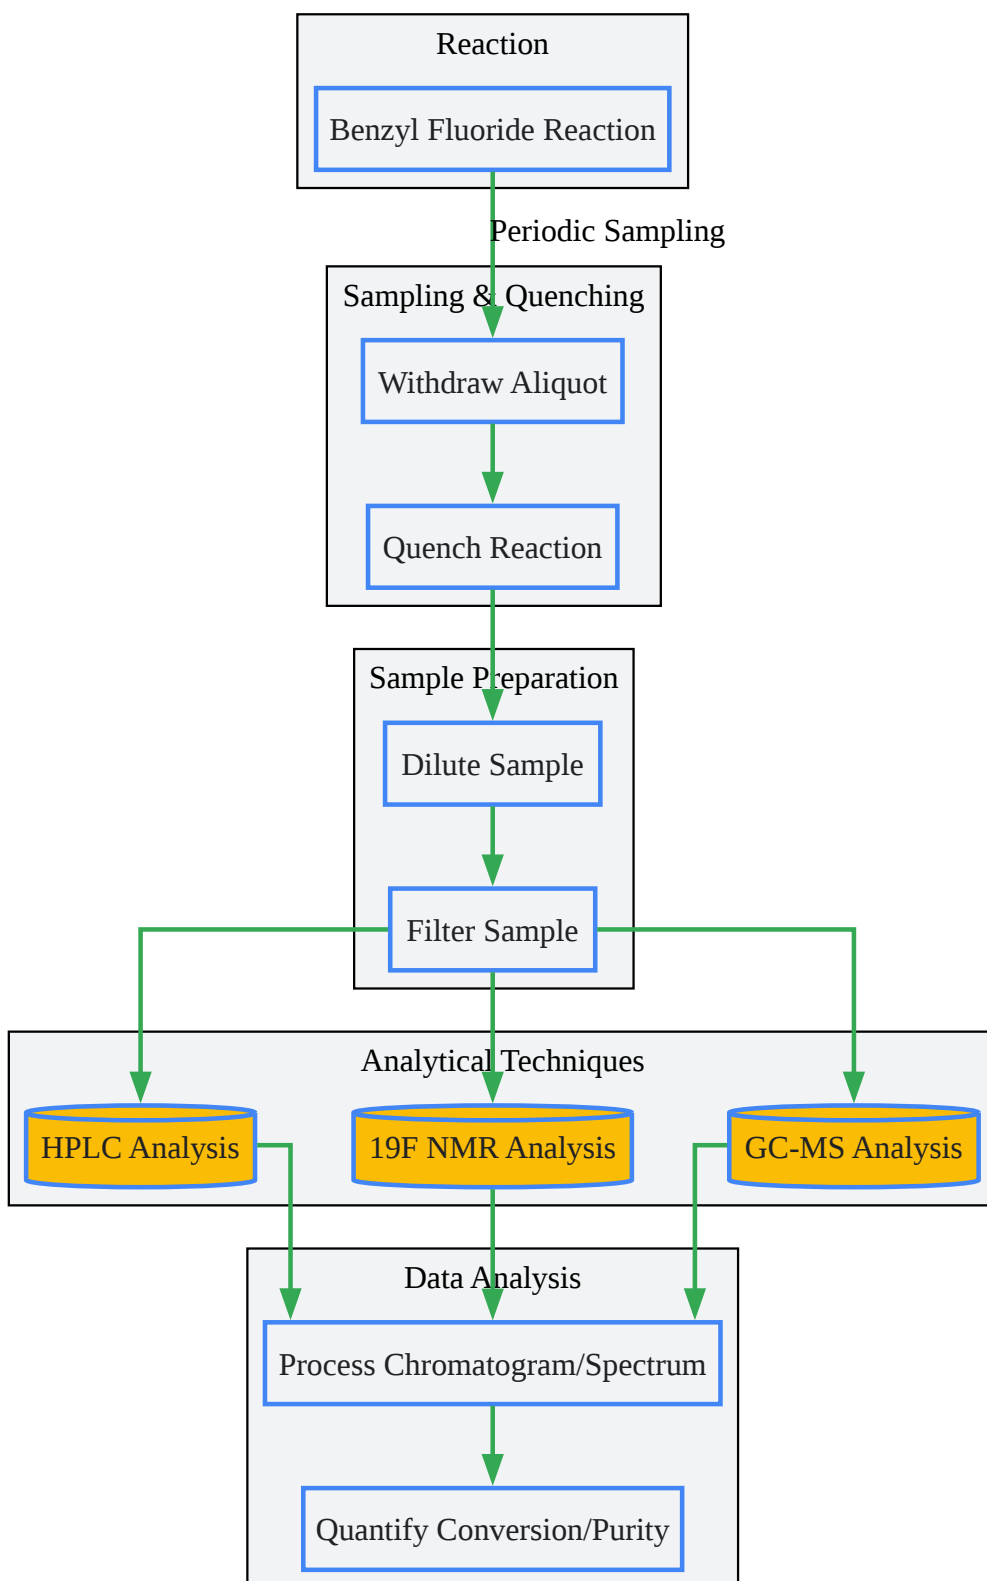 Reaction
Benzyl Fluoride Reaction
Periodic Sampling
Sampling & Quenching
Withdraw Aliquot
Quench Reaction
Sample Preparation
Dilute Sample
Filter Sample
Analytical Techniques
HPLC Analysis
19F NMR Analysis
GC-MS Analysis
Data Analysis
Process Chromatogram/Spectrum
Quantify Conversion/Purity